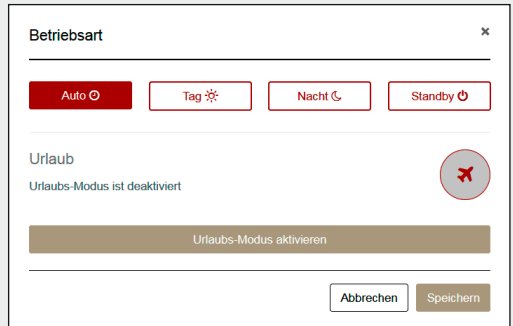 Betriebsart ×
Auto Tag Nacht Standby
Urlaub
Urlaubs-Modus ist deaktiviert
Urlaubs-Modus aktivieren
Abbrechen Speichern